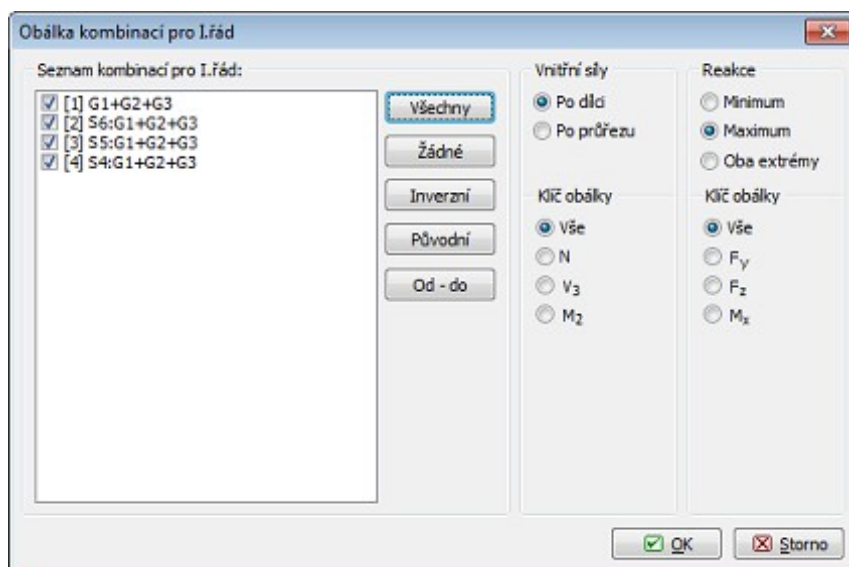 Obálka kombinací pro I.řád
Seznam kombinací pro I.řád:
[1] G1+G2+G3
[2] S6:G1+G2+G3
[3] S5:G1+G2+G3
[4] S4:G1+G2+G3
Všechny
Žádné
Inverzní
Původní
Od - do
Vnitřní síly
Po dílci
Po průřezu
Klíč obálky
Vše
N
V3
M2
Reakce
Minimum
Maximum
Oba extrémy
Klíč obálky
Vše
Fy
Fz
Mx
OK
Storno